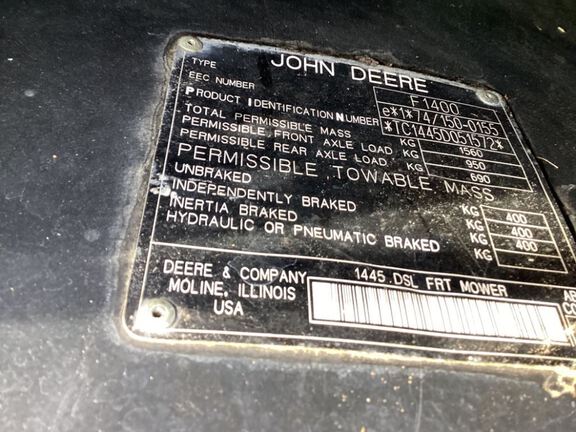 JOHN DEERE
TYPE F1400
EEC NUMBER e*1*74/150-0155
PRODUCT IDENTIFICATION NUMBER *TC1445D051572*
TOTAL PERMISSIBLE MASS KG 1560
PERMISSIBLE FRONT AXLE LOAD KG 950
PERMISSIBLE REAR AXLE LOAD KG 690
PERMISSIBLE TOWABLE MASS
UNBRAKED KG 400
INDEPENDENTLY BRAKED KG 400
INERTIA BRAKED KG 400
HYDRAULIC OR PNEUMATIC BRAKED KG
DEERE & COMPANY 1445.DSL FRT MOWER
MOLINE, ILLINOIS
USA